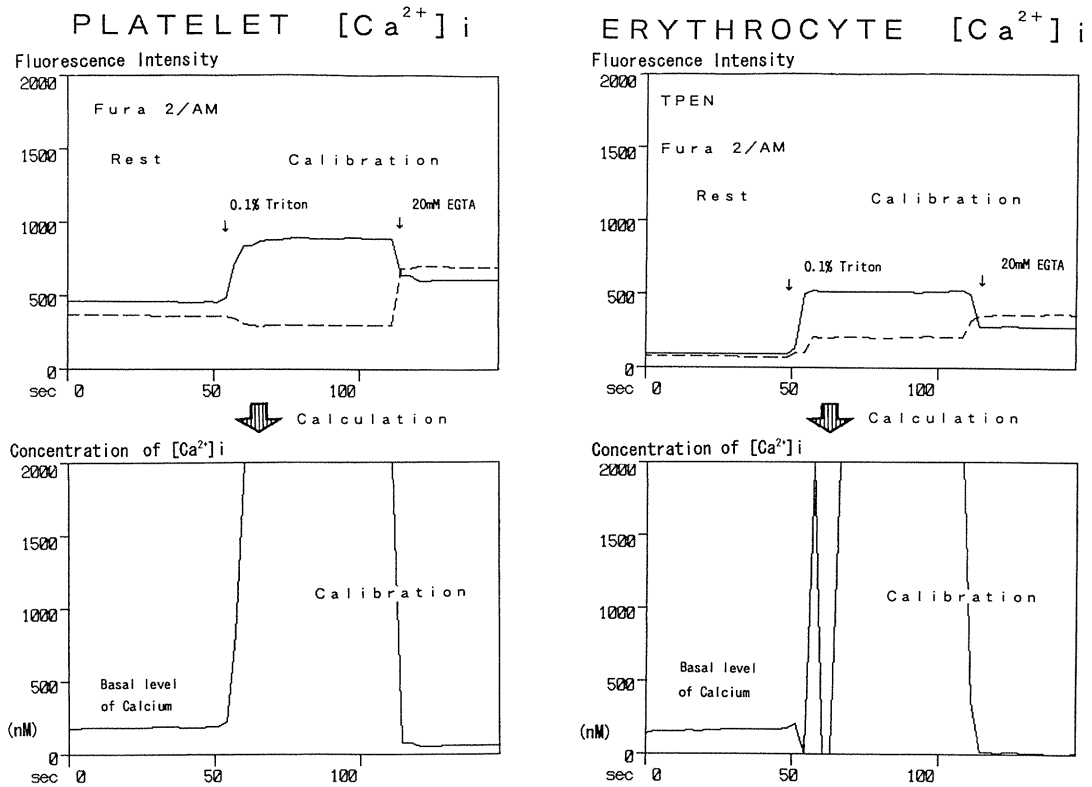 PLATELET [Ca²⁺] i
Fluorescence Intensity
2000
Fura 2/AM
1500
Rest Calibration
0.1% Triton 20mM EGTA
↓ ↓
1000
500
0
sec 0 50 100
Calculation
Concentration of [Ca²⁺]i
2000
1500
1000
Calibration
500
Basal level
of Calcium
(nM)
0
sec 0 50 100
ERYTHROCYTE [Ca²⁺] i
Fluorescence Intensity
2000
TPEN
1500
Fura 2/AM
Rest Calibration
1000
0.1% Triton 20mM EGTA
↓ ↓
500
0
sec 0 50 100
Calculation
Concentration of [Ca²⁺]i
2000
1500
1000
Calibration
500
Basal level
of Calcium
(nM)
0
sec 0 50 100